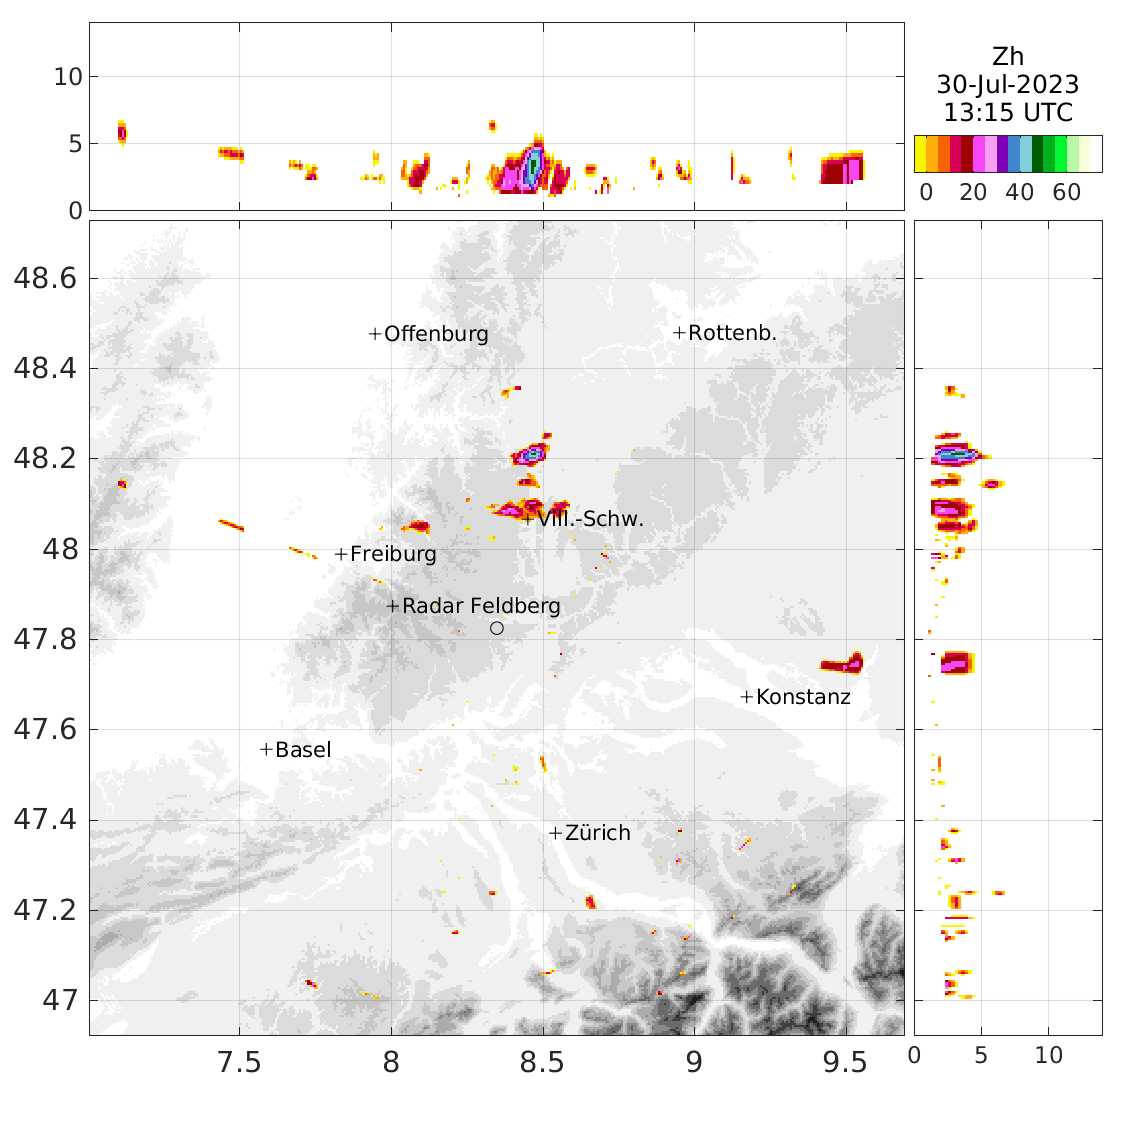 10
5
0
Zh
30-Jul-2023
13:15 UTC
0 20 40 60
48.6
48.4
48.2
48
47.8
47.6
47.4
47.2
47
Offenburg
Rottenb.
Vill.-Schw.
Freiburg
Radar Feldberg
Konstanz
Basel
Zürich
7.5 8 8.5 9 9.5
0 5 10